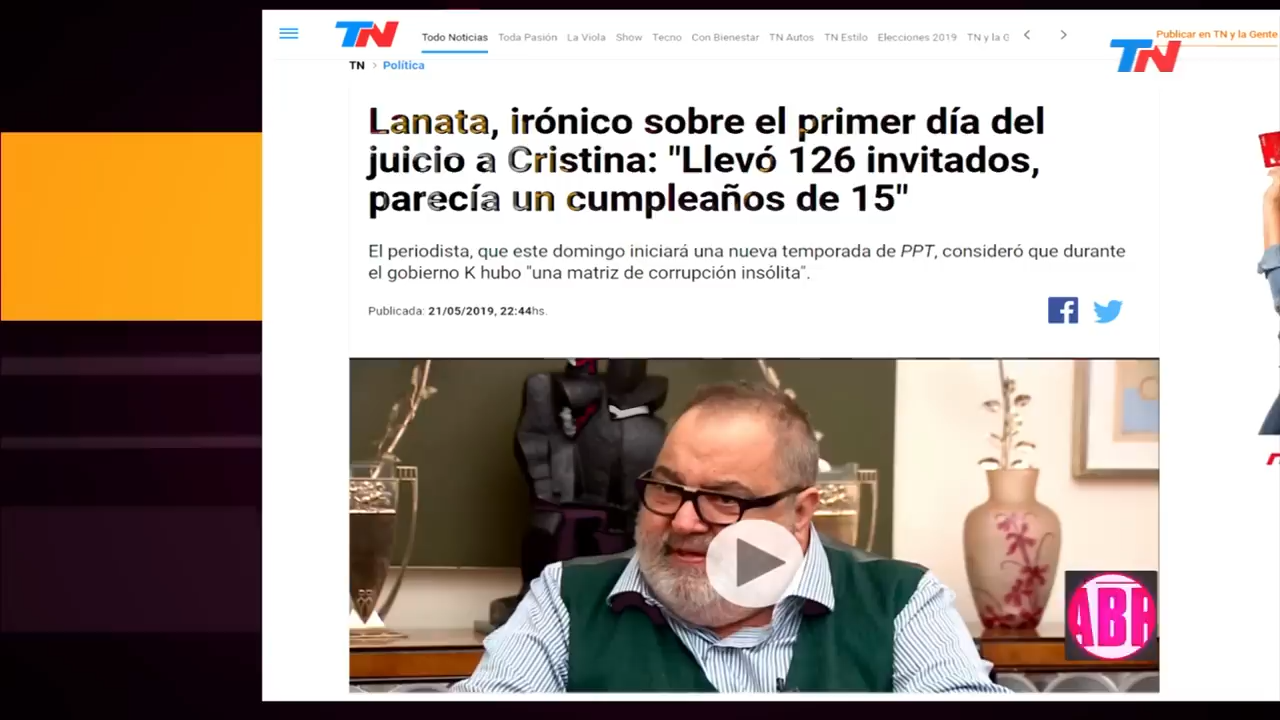 TN
Todo Noticias Toda Pasión La Viola Show Tecno Con Bienestar TN Autos TN Estilo Elecciones 2019 TN y la G
Publicar en TN y la Gente
TN
TN > Política
Lanata, irónico sobre el primer día del
juicio a Cristina: "Llevó 126 invitados,
parecía un cumpleaños de 15"
El periodista, que este domingo iniciará una nueva temporada de PPT, consideró que durante
el gobierno K hubo "una matriz de corrupción insólita".
Publicada: 21/05/2019, 22:44hs.